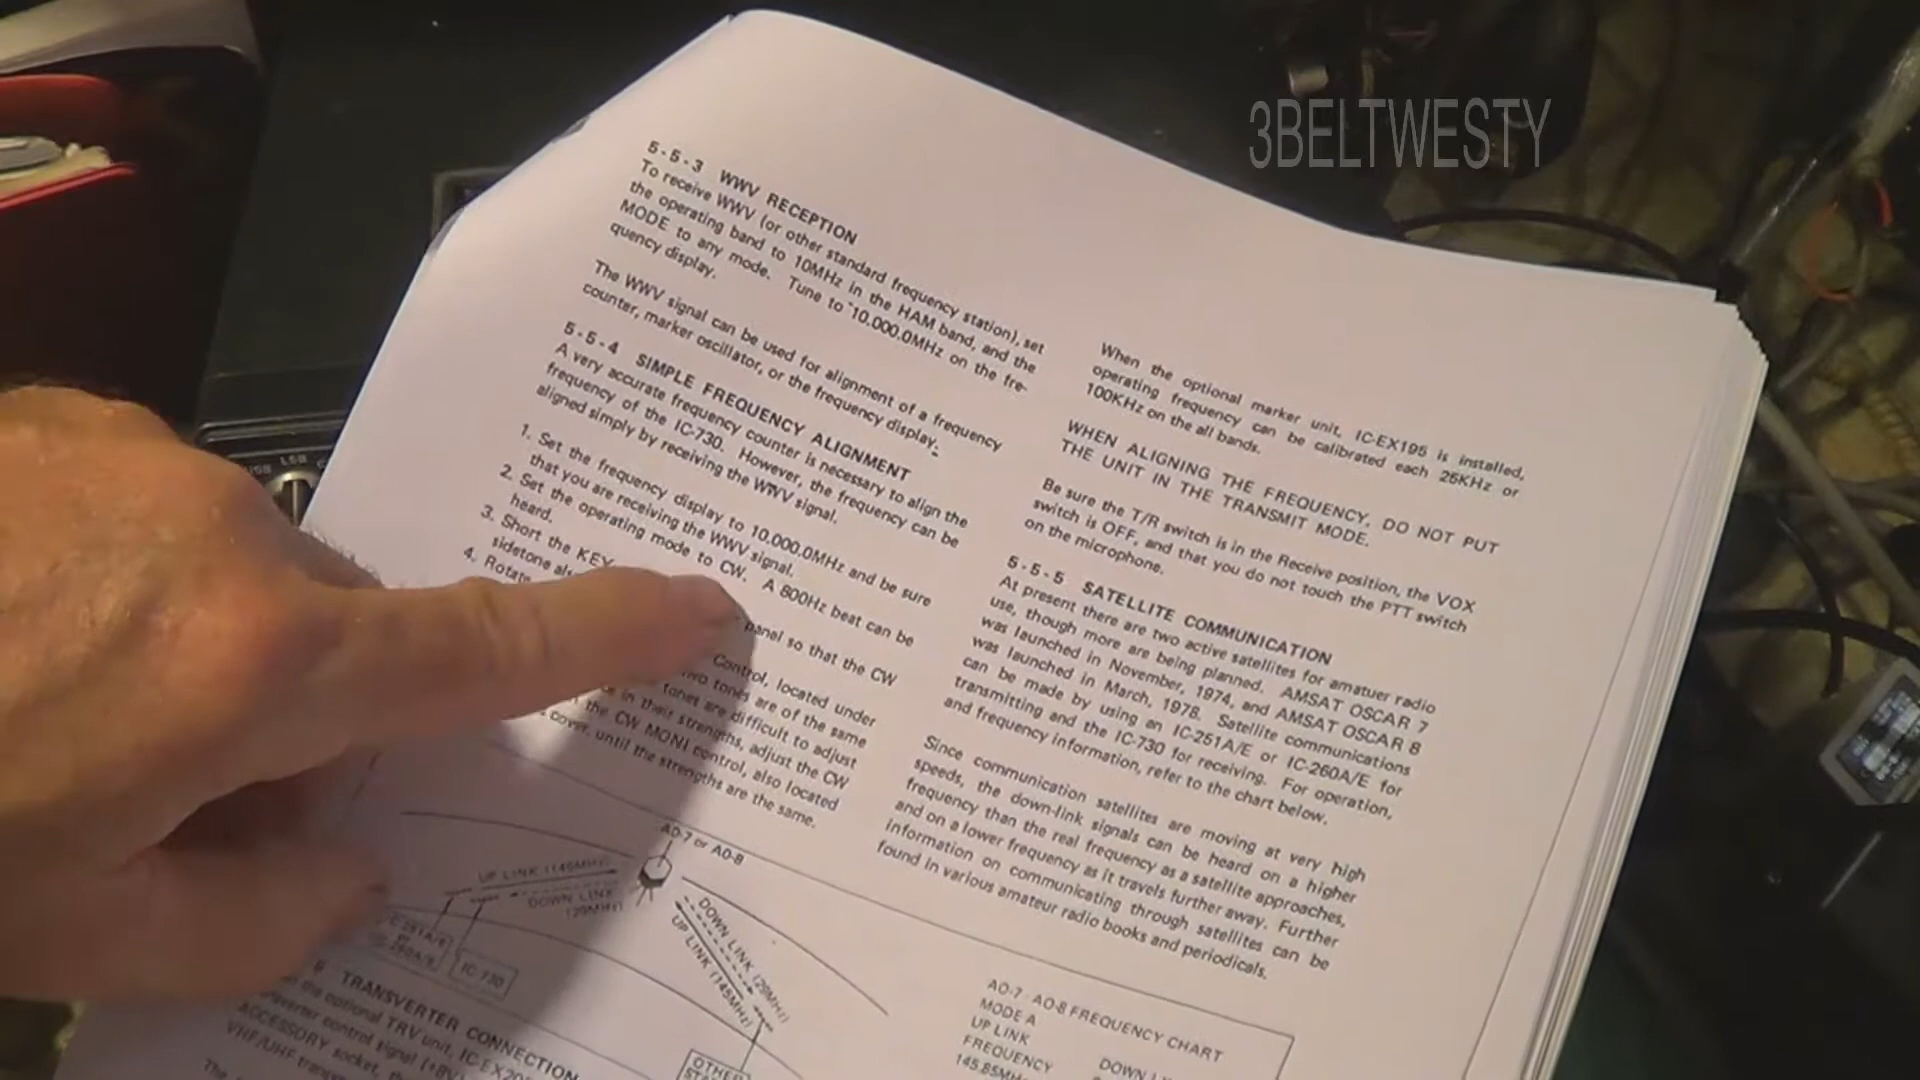 3BELTWESTY
5-5-3 WWV RECEPTION
To receive WWV (or other standard frequency station), set
the operating band to 10MHz in the HAM band, and the
MODE to any mode. Tune to 10.000.0MHz on the fre-
quency display.
The WWV signal can be used for alignment of a frequency
counter, marker oscillator, or the frequency display.
5-5-4 SIMPLE FREQUENCY ALIGNMENT
A very accurate frequency counter is necessary to align the
frequency of the IC-730. However, the frequency can be
aligned simply by receiving the WWV signal.
1. Set the frequency display to 10.000.0MHz and be sure
that you are receiving the WWV signal.
2. Set the operating mode to CW. A 800Hz beat can be
heard.
3. Short the KEY panel so that the CW
sidetone
4. Rotate Control, located under
two tones are of the same
tones are difficult to adjust
in their strengths, adjust the CW
the CW MONI control, also located
cover, until the strengths are the same.
When the optional marker unit, IC-EX195 is installed,
operating frequency can be calibrated each 25KHz or
100KHz on the all bands.
WHEN ALIGNING THE FREQUENCY, DO NOT PUT
THE UNIT IN THE TRANSMIT MODE.
Be sure the T/R switch is in the Receive position, the VOX
switch is OFF, and that you do not touch the PTT switch
on the microphone.
5-5-5 SATELLITE COMMUNICATION
At present there are two active satellites for amatuer radio
use, though more are being planned. AMSAT OSCAR 7
was launched in November, 1974, and AMSAT OSCAR 8
was launched in March, 1978. Satellite communications
can be made by using an IC-251A/E or IC-260A/E for
transmitting and the IC-730 for receiving. For operation,
and frequency information, refer to the chart below.
Since communication satellites are moving at very high
speeds, the down-link signals can be heard on a higher
frequency than the real frequency as a satellite approaches,
and on a lower frequency as it travels further away. Further
information on communicating through satellites can be
found in various amateur radio books and periodicals.
AO-7 or AO-8
UP LINK (145MHz)
DOWN LINK
(29MHz)
DOWN LINK (29MHz)
UP LINK (145MHz)
IC-730
OTHER
TRANSVERTER CONNECTION
the optional TRV unit,
control signal (+8V)
ACCESSORY socket,
VHF/UHF
AO-7 AO-8 FREQUENCY CHART
MODE A
UP LINK
FREQUENCY
LSB